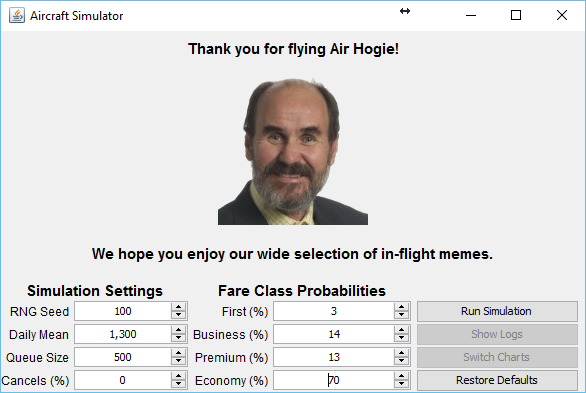 Aircraft Simulator
Thank you for flying Air Hogie!
We hope you enjoy our wide selection of in-flight memes.
Simulation Settings Fare Class Probabilities
RNG Seed 100 First (%) 3 Run Simulation
Daily Mean 1,300 Business (%) 14 Show Logs
Queue Size 500 Premium (%) 13 Switch Charts
Cancels (%) 0 Economy (%) 70 Restore Defaults